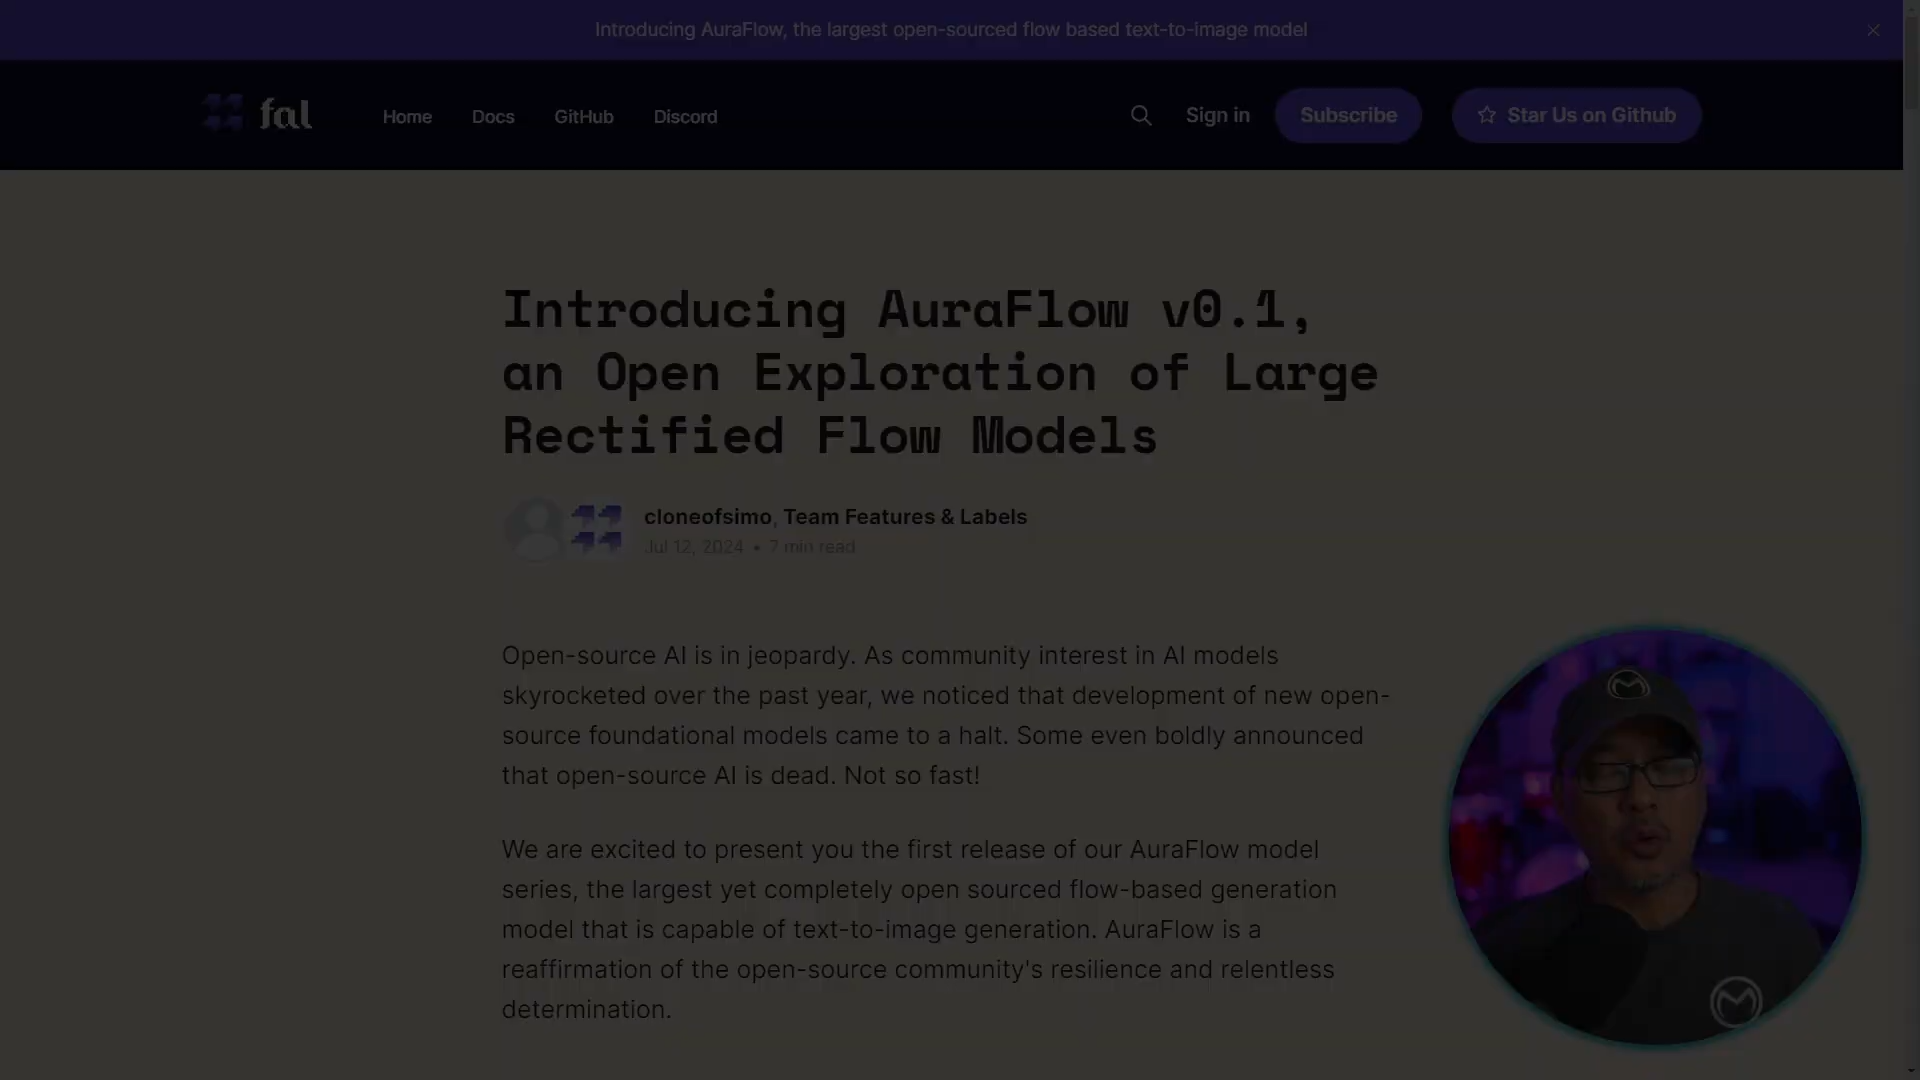 Introducing AuraFlow, the largest open-sourced flow based text-to-image model
fal
Home
Docs
GitHub
Discord
Sign in
Subscribe
Star Us on Github
Introducing AuraFlow v0.1,
an Open Exploration of Large
Rectified Flow Models
cloneofsimo, Team Features & Labels
Jul 12, 2024 • 7 min read
Open-source AI is in jeopardy. As community interest in AI models
skyrocketed over the past year, we noticed that development of new open-
source foundational models came to a halt. Some even boldly announced
that open-source AI is dead. Not so fast!
We are excited to present you the first release of our AuraFlow model
series, the largest yet completely open sourced flow-based generation
model that is capable of text-to-image generation. AuraFlow is a
reaffirmation of the open-source community's resilience and relentless
determination.